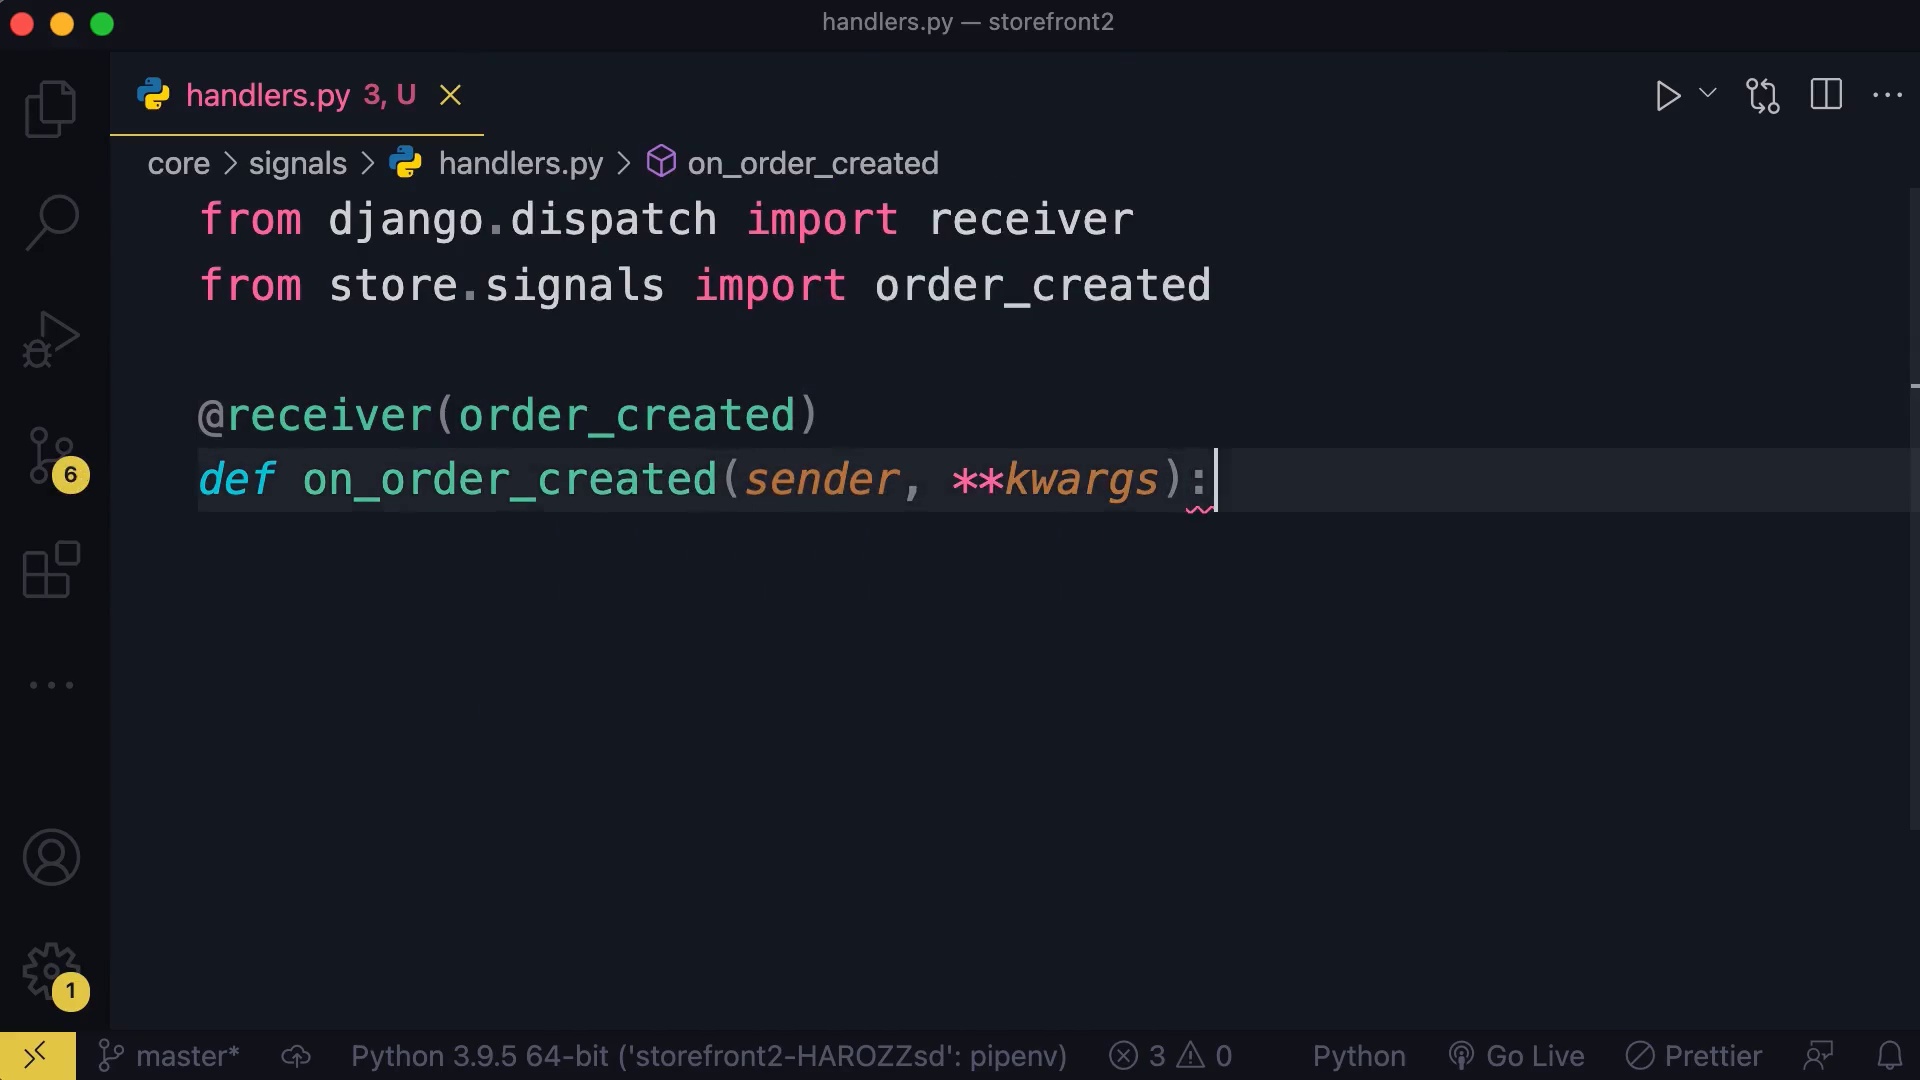 handlers.py — storefront2
handlers.py 3, U
core > signals > handlers.py > on_order_created
from django.dispatch import receiver
from store.signals import order_created
@receiver(order_created)
def on_order_created(sender, **kwargs):
6
1
master* Python 3.9.5 64-bit ('storefront2-HAROZZsd': pipenv) 3 0 Python Go Live Prettier